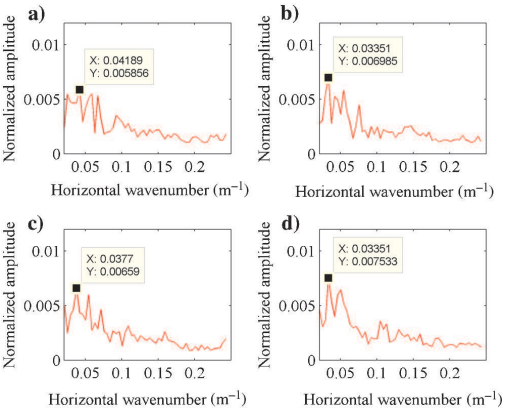 a)
Normalized amplitude
0.01
0.005
0
X: 0.04189
Y: 0.005856
0.05 0.1 0.15 0.2
Horizontal wavenumber (m⁻¹)
b)
Normalized amplitude
0.01
0.005
0
X: 0.03351
Y: 0.006985
0.05 0.1 0.15 0.2
Horizontal wavenumber (m⁻¹)
c)
Normalized amplitude
0.01
0.005
0
X: 0.0377
Y: 0.00659
0.05 0.1 0.15 0.2
Horizontal wavenumber (m⁻¹)
d)
Normalized amplitude
0.01
0.005
0
X: 0.03351
Y: 0.007533
0.05 0.1 0.15 0.2
Horizontal wavenumber (m⁻¹)